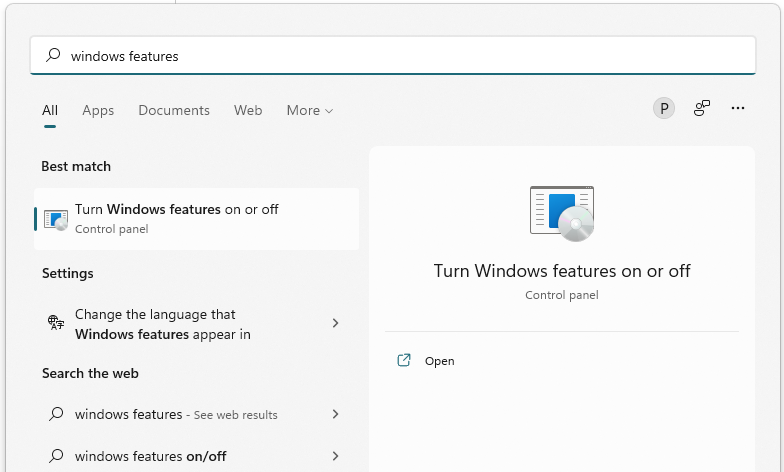 windows features
All Apps Documents Web More
P
Best match
Turn Windows features on or off
Control panel
Settings
Change the language that
Windows features appear in
Search the web
windows features - See web results
windows features on/off
Turn Windows features on or off
Control panel
Open